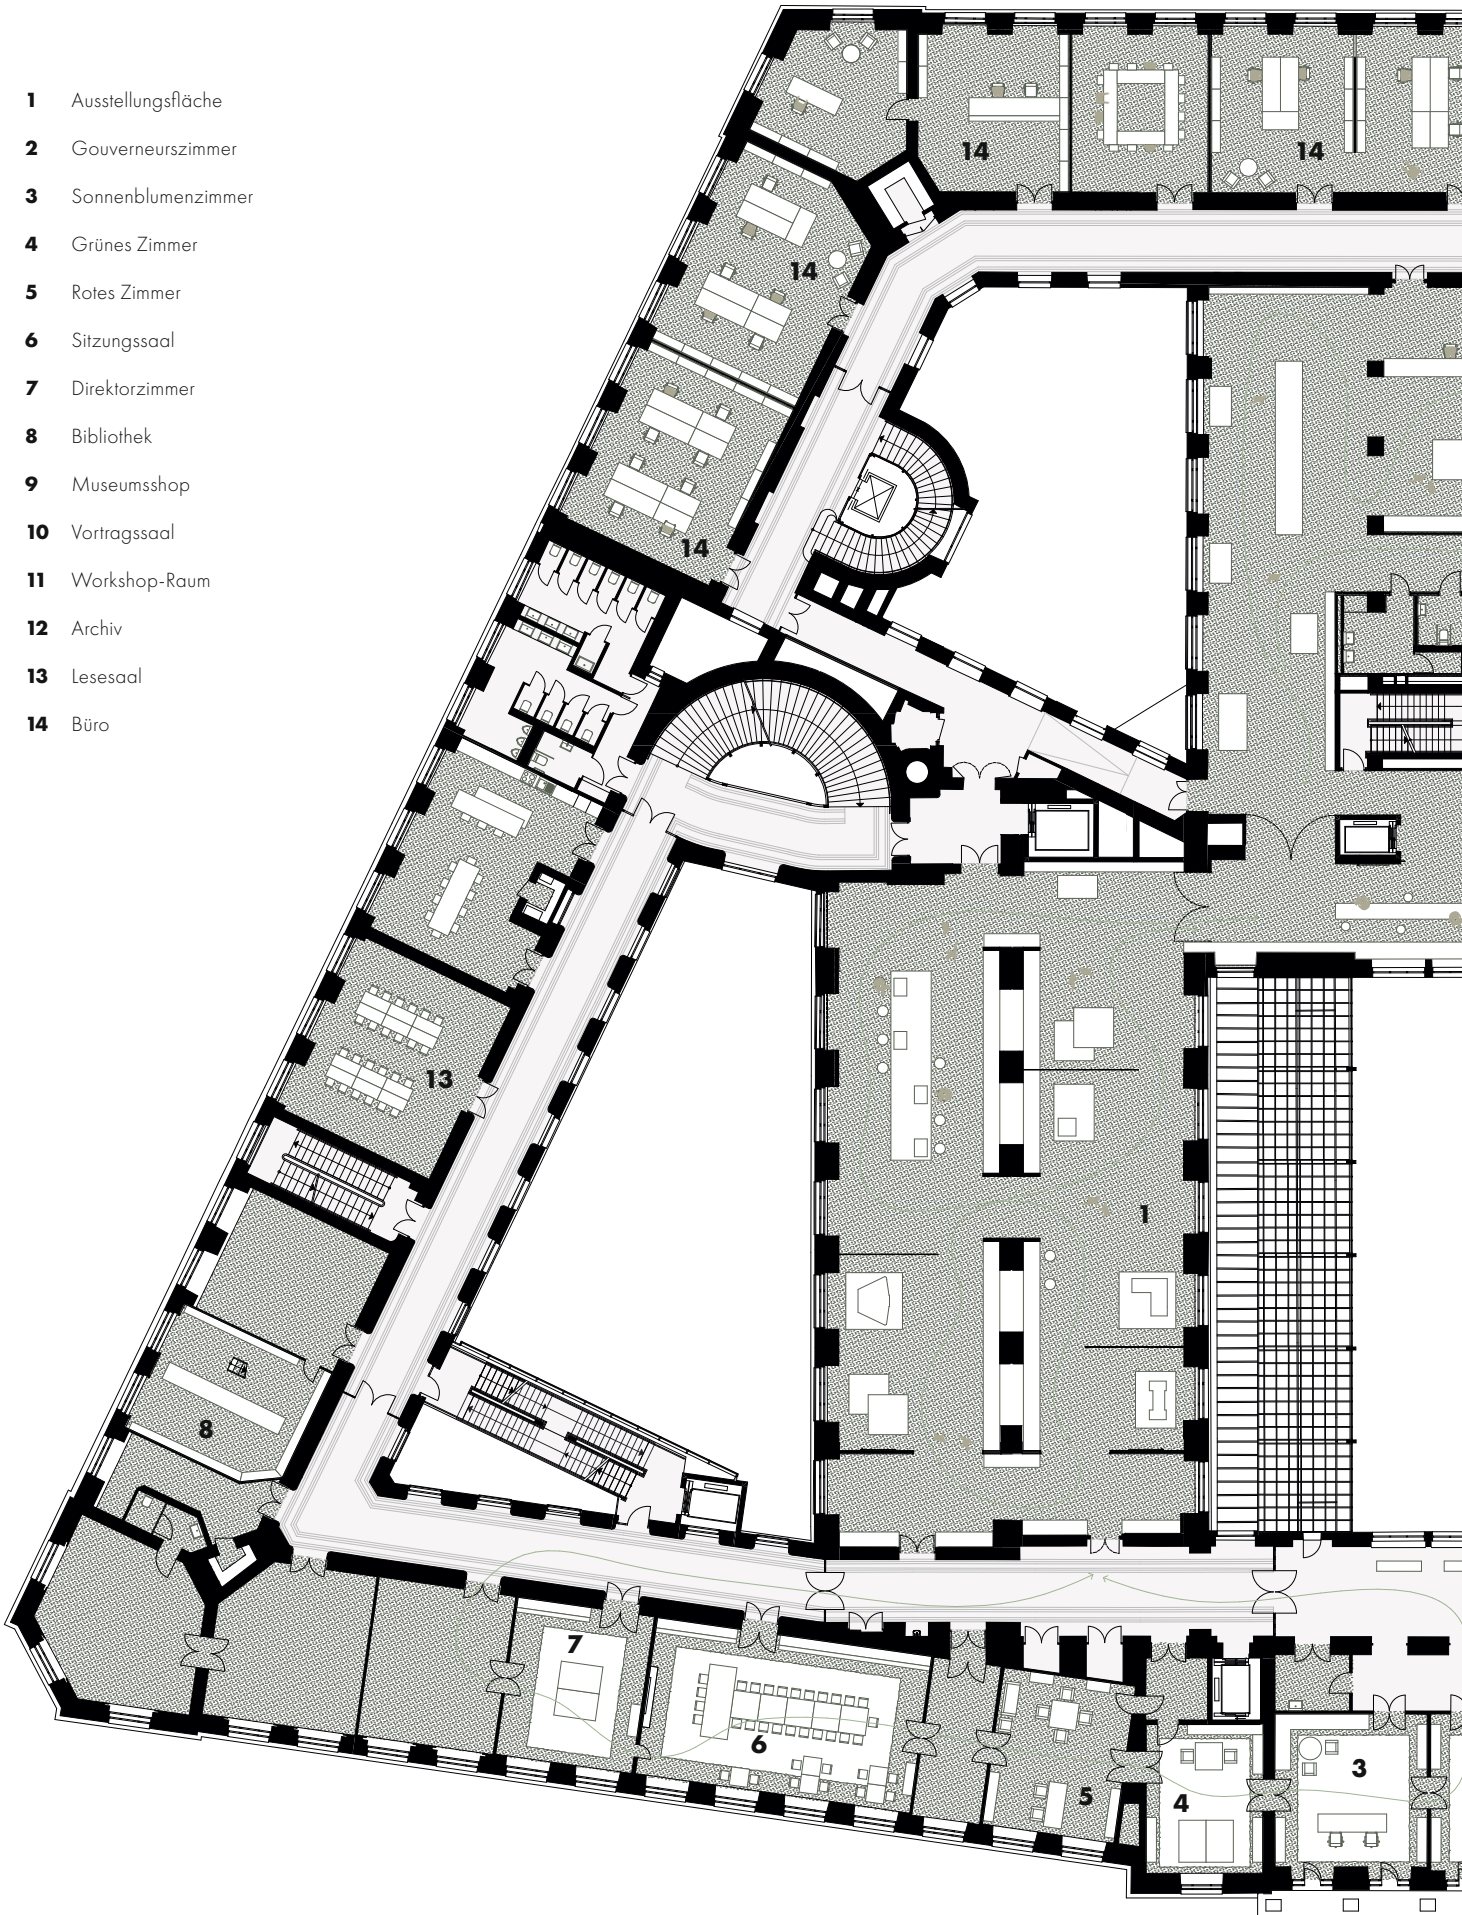 1 Ausstellungsfläche
2 Gouverneurszimmer
3 Sonnenblumenzimmer
4 Grünes Zimmer
5 Rotes Zimmer
6 Sitzungssaal
7 Direktorzimmer
8 Bibliothek
9 Museumsshop
10 Vortragssaal
11 Workshop-Raum
12 Archiv
13 Lesesaal
14 Büro
14
14
14
14
13
1
8
7
6
5
4
3